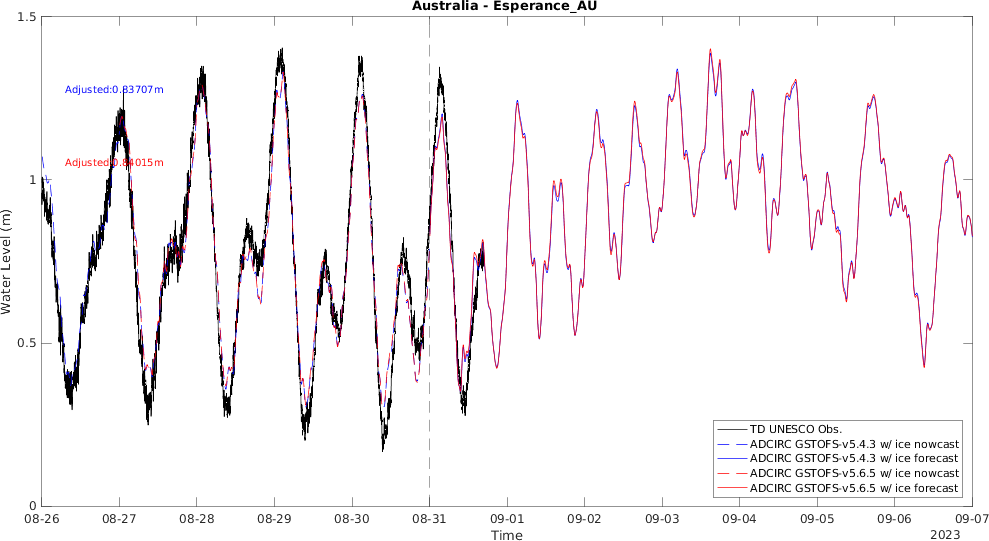 Australia - Esperance_AU
1.5
Adjusted:0.83707m
Adjusted:0.84015m
1
Water Level (m)
0.5
TD UNESCO Obs.
ADCIRC GSTOFS-v5.4.3 w/ ice nowcast
ADCIRC GSTOFS-v5.4.3 w/ ice forecast
ADCIRC GSTOFS-v5.6.5 w/ ice nowcast
ADCIRC GSTOFS-v5.6.5 w/ ice forecast
0
08-26 08-27 08-28 08-29 08-30 08-31 09-01 09-02 09-03 09-04 09-05 09-06 09-07
Time 2023